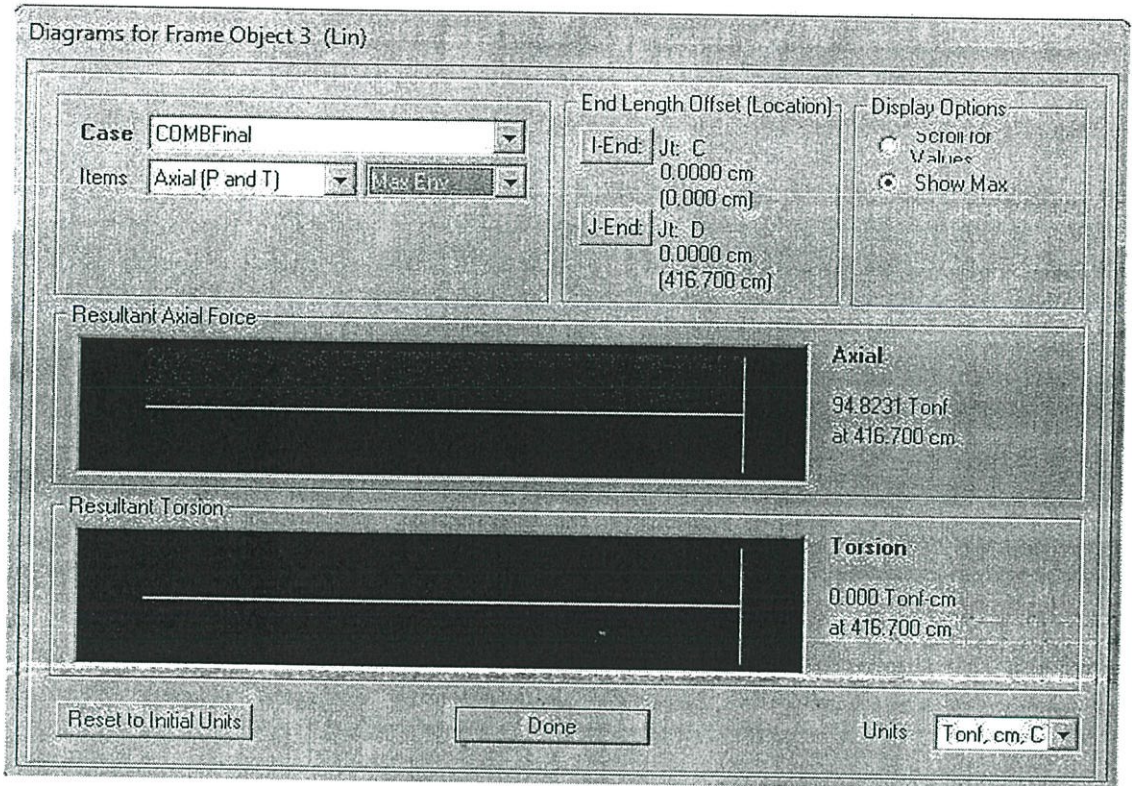 Diagrams for Frame Object 3 (Lin)
Case COMBFinal
Items Axial (P and T) Max Env
End Length Offset (Location)
I-End: Jt: C
0.0000 cm
(0.000 cm)
J-End: Jt: D
0.0000 cm
(416.700 cm)
Display Options
Scroll for
Values
Show Max
Resultant Axial Force
Axial
94.8231 Tonf
at 416.700 cm
Resultant Torsion
Torsion
0.000 Tonf-cm
at 416.700 cm
Reset to Initial Units
Done
Units Tonf, cm, C